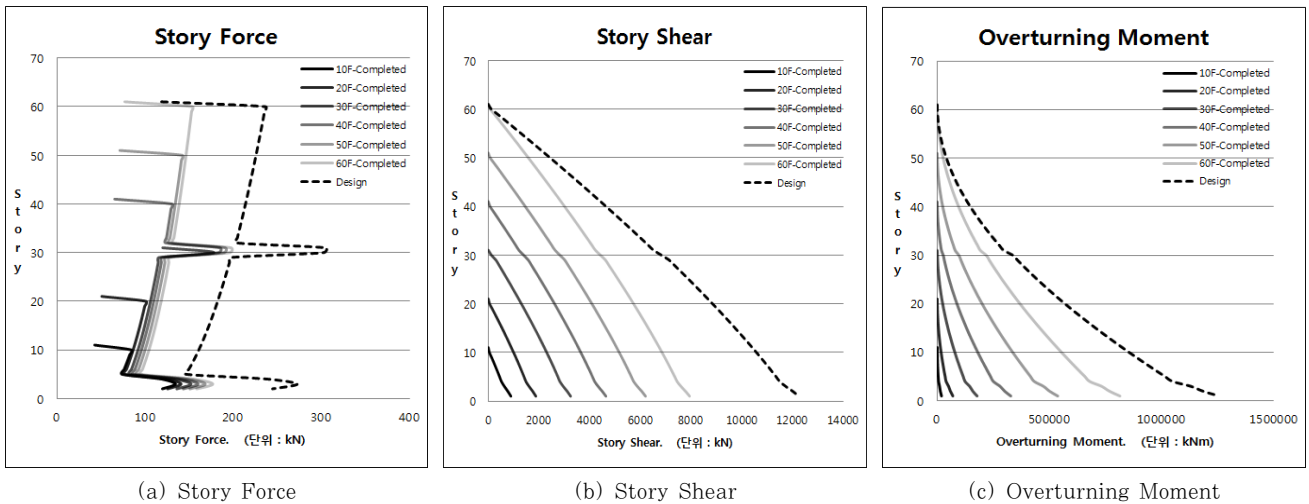 Story Force
70
60
50
40
30
20
10
0
Story
0 100 200 300 400
Story Force. (단위 : kN)
10F-Completed
20F-Completed
30F-Completed
40F-Completed
50F-Completed
60F-Completed
Design
(a) Story Force
Story Shear
70
60
50
40
30
20
10
0
Story
0 2000 4000 6000 8000 10000 12000 14000
Story Shear. (단위 : kN)
10F-Completed
20F-Completed
30F-Completed
40F-Completed
50F-Completed
60F-Completed
Design
(b) Story Shear
Overturning Moment
70
60
50
40
30
20
10
0
Story
0 500000 1000000 1500000
Overturning Moment. (단위 : kNm)
10F-Completed
20F-Completed
30F-Completed
40F-Completed
50F-Completed
60F-Completed
Design
(c) Overturning Moment